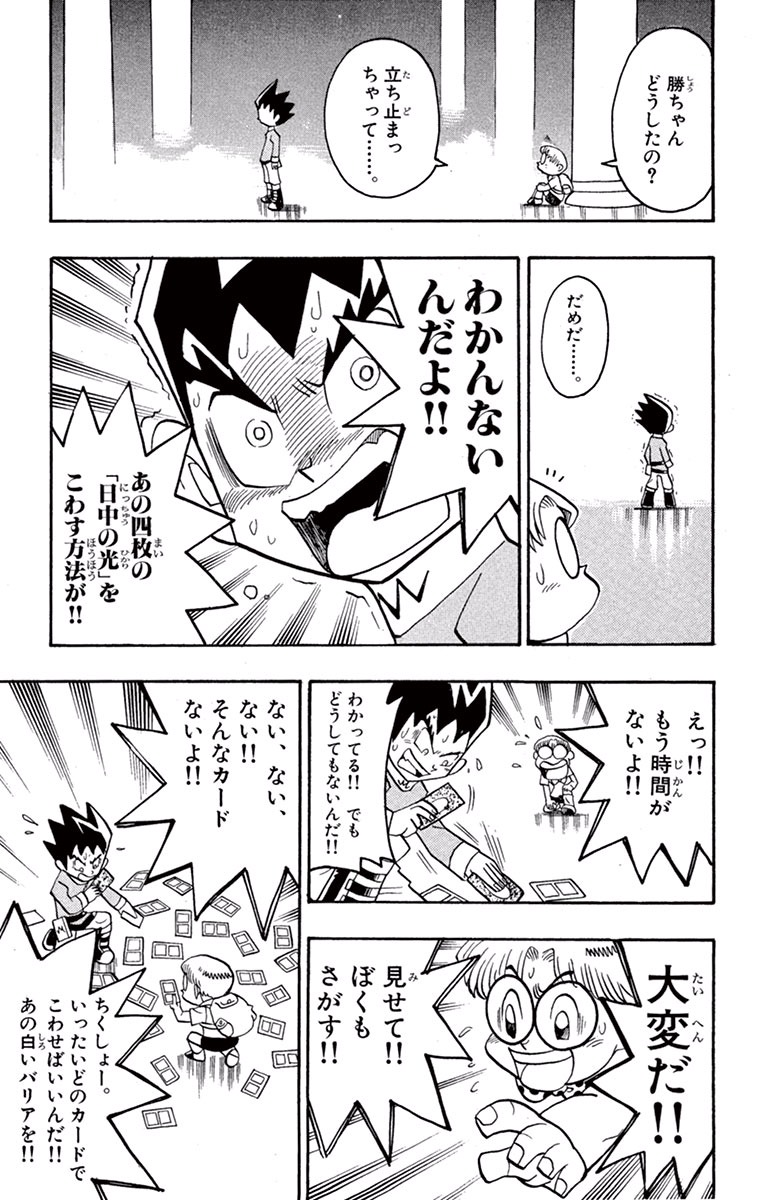 勝ちゃん
どうしたの?
立ち止まっ
ちゃって……。
だめだ……。
わかんない
んだよ!!
あの四枚の
「日中の光」を
こわす方法が!!
えっ!!
もう時間が
ないよ!!
わかってる!! でも
どうしてもないんだ!!
大変だ!!
見せて!!
ぼくも
さがす!!
ない、ない、
ない!!
そんなカード
ないよ!!
ちくしょー。
いったいどのカードで
こわせばいいんだ!!
あの白いバリアを!!